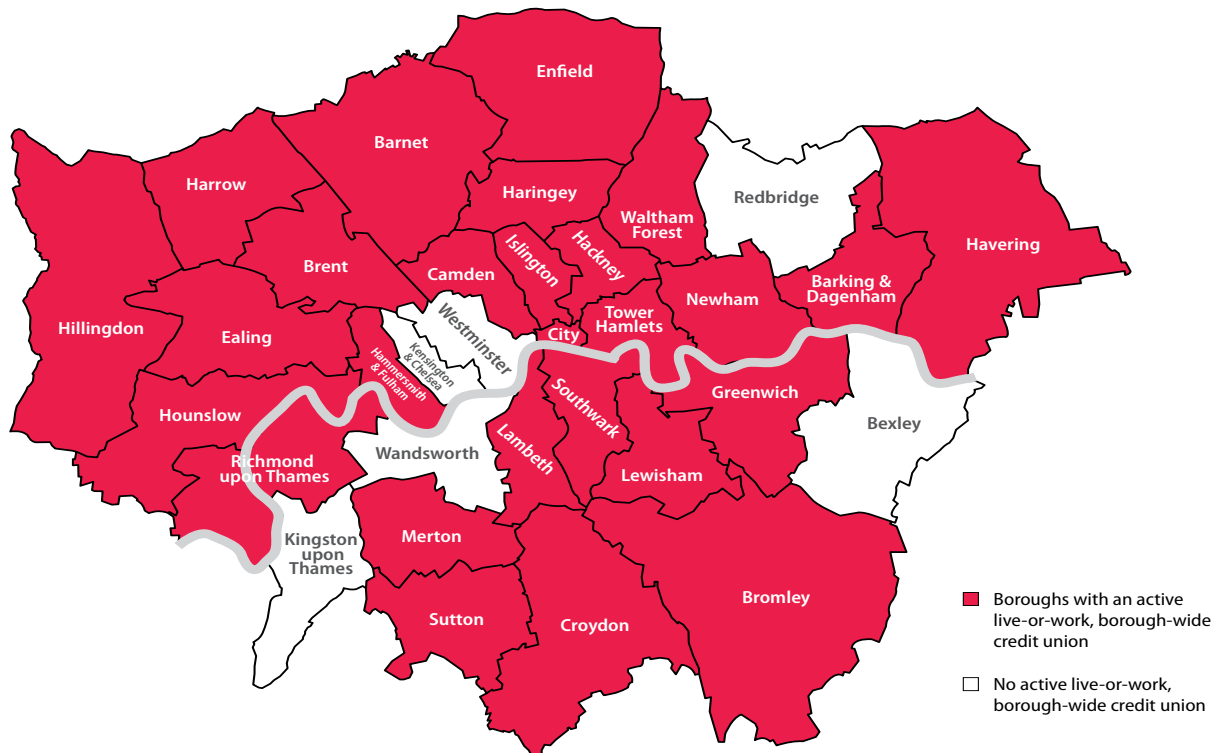 Enfield
Barnet
Harrow
Haringey
Redbridge
Waltham
Forest
Havering
Islington
Hackney
Brent
Camden
Barking &
Dagenham
Newham
Tower
Hamlets
Hillingdon
Ealing
Westminster
City
Kensington
& Chelsea
Hammersmith
& Fulham
Greenwich
Southwark
Hounslow
Bexley
Wandsworth
Lambeth
Richmond
upon Thames
Lewisham
Merton
Kingston
upon
Thames
Bromley
Sutton
Croydon
Boroughs with an active
live-or-work, borough-wide
credit union
No active live-or-work,
borough-wide credit union